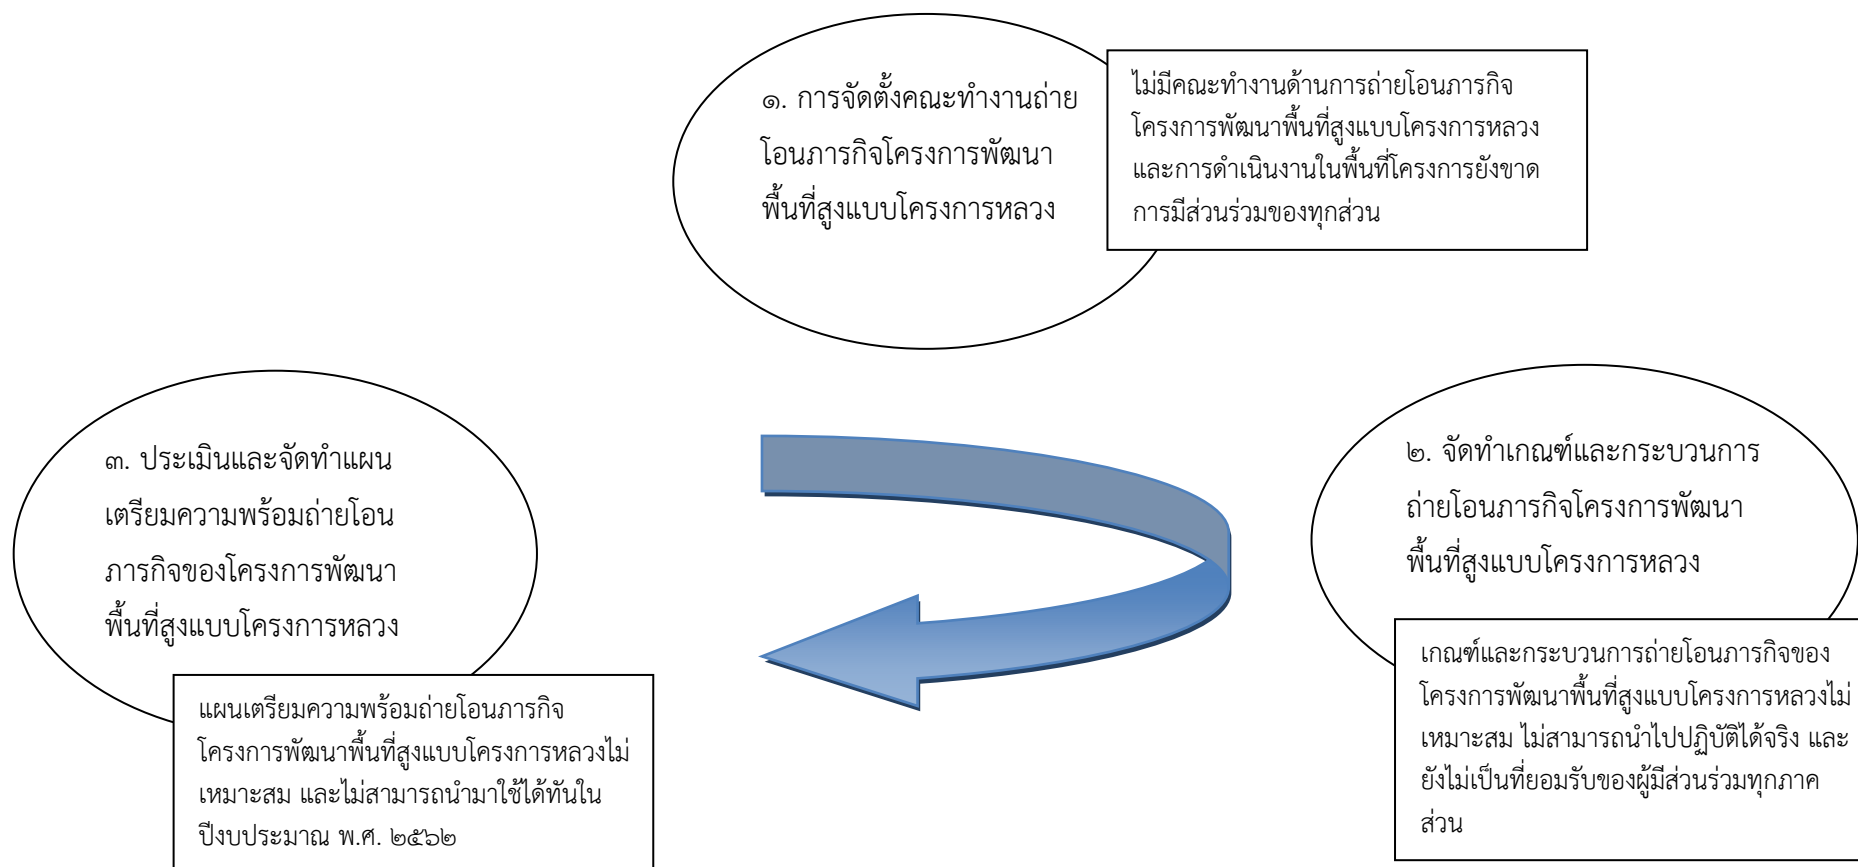 ๑. การจัดตั้งคณะทำงานถ่าย
โอนภารกิจโครงการพัฒนา
พื้นที่สูงแบบโครงการหลวง
ไม่มีคณะทำงานด้านการถ่ายโอนภารกิจ
โครงการพัฒนาพื้นที่สูงแบบโครงการหลวง
และการดำเนินงานในพื้นที่โครงการยังขาด
การมีส่วนร่วมของทุกส่วน
๒. จัดทำเกณฑ์และกระบวนการ
ถ่ายโอนภารกิจโครงการพัฒนา
พื้นที่สูงแบบโครงการหลวง
เกณฑ์และกระบวนการถ่ายโอนภารกิจของ
โครงการพัฒนาพื้นที่สูงแบบโครงการหลวงไม่
เหมาะสม ไม่สามารถนำไปปฏิบัติได้จริง และ
ยังไม่เป็นที่ยอมรับของผู้มีส่วนร่วมทุกภาค
ส่วน
๓. ประเมินและจัดทำแผน
เตรียมความพร้อมถ่ายโอน
ภารกิจของโครงการพัฒนา
พื้นที่สูงแบบโครงการหลวง
แผนเตรียมความพร้อมถ่ายโอนภารกิจ
โครงการพัฒนาพื้นที่สูงแบบโครงการหลวงไม่
เหมาะสม และไม่สามารถนำมาใช้ได้ทันใน
ปีงบประมาณ พ.ศ. ๒๕๖๒